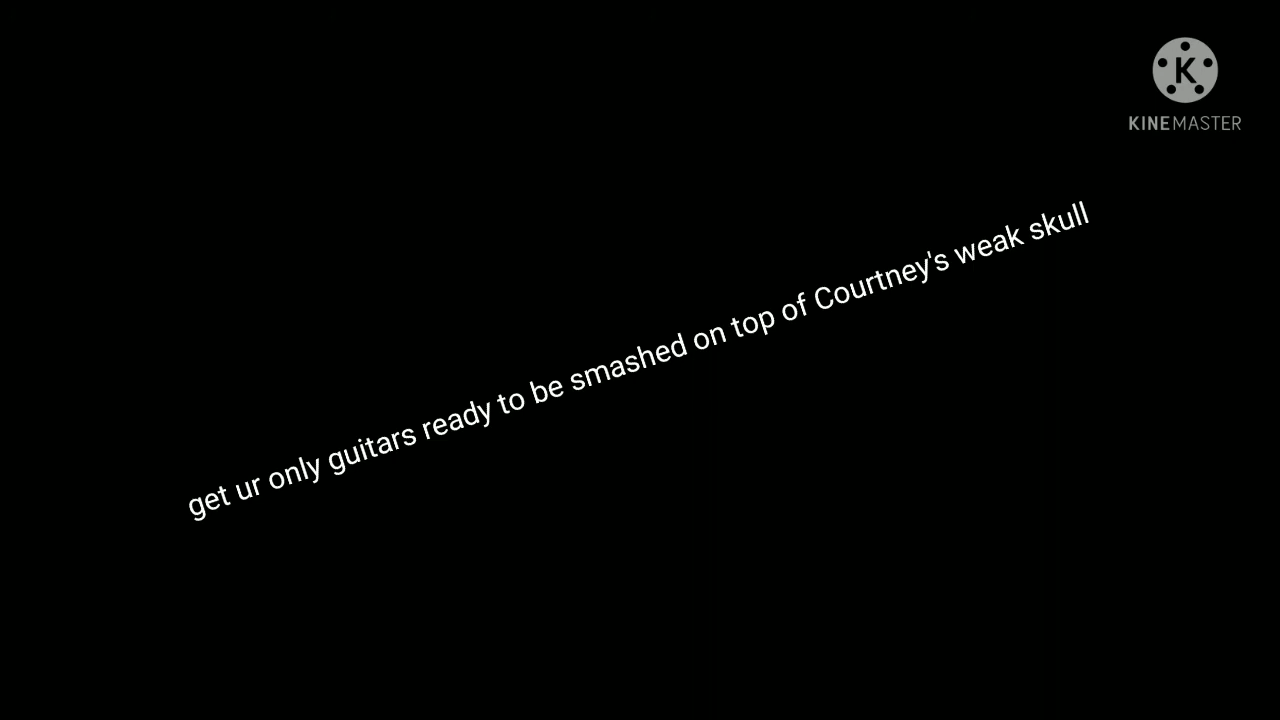 K
KINEMASTER
get ur only guitars ready to be smashed on top of Courtney's weak skull